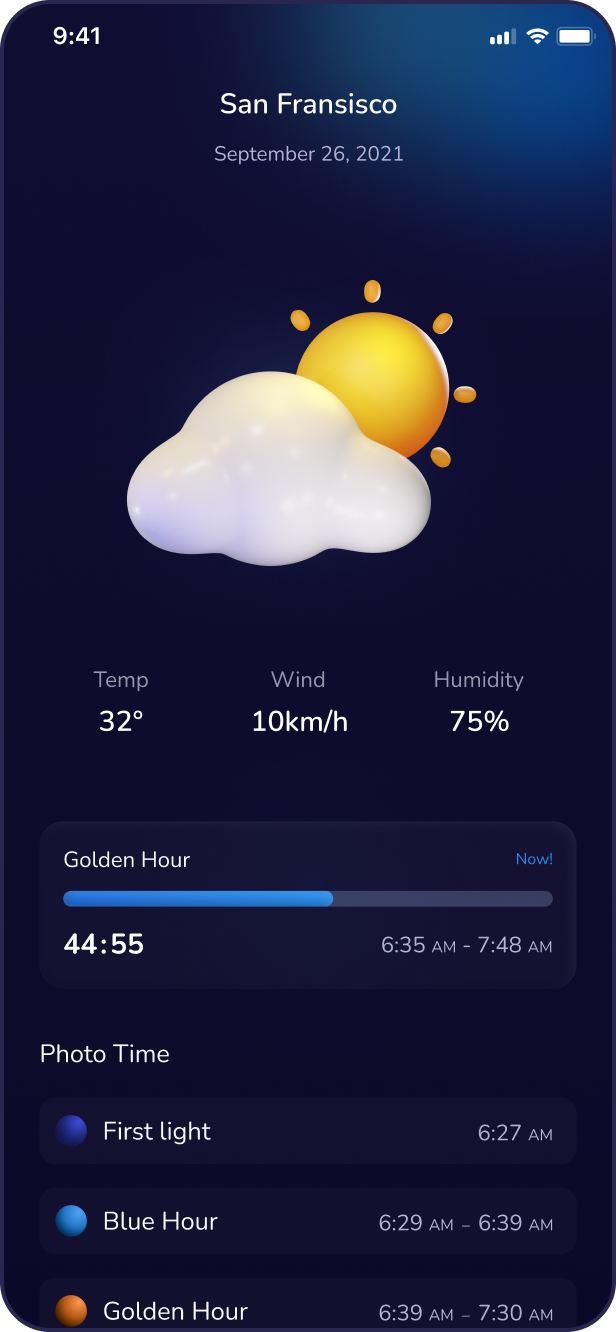 9:41
San Fransisco
September 26, 2021
Temp Wind Humidity
32° 10km/h 75%
Golden Hour Now!
44:55 6:35 AM - 7:48 AM
Photo Time
First light 6:27 AM
Blue Hour 6:29 AM – 6:39 AM
Golden Hour 6:39 AM – 7:30 AM